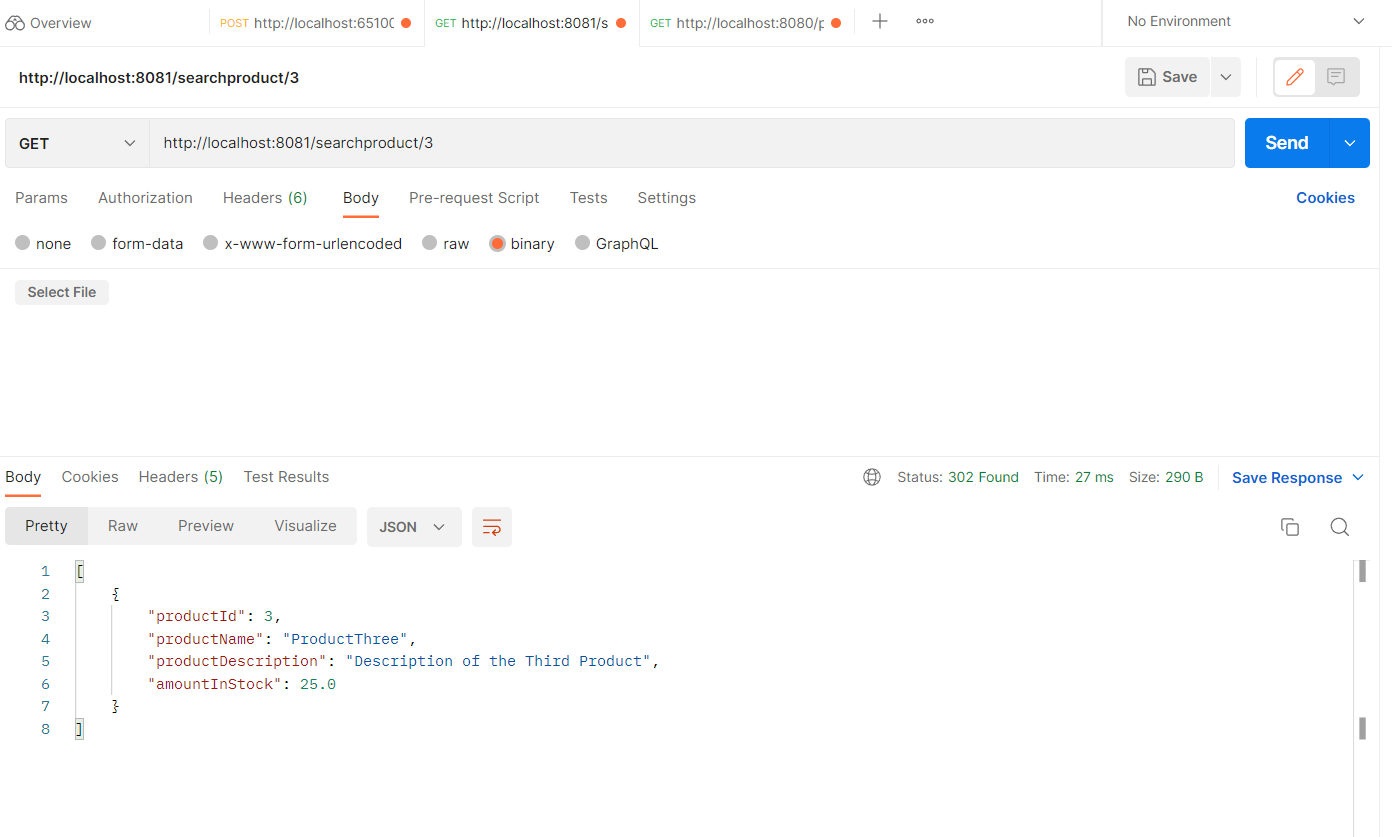 Overview POST http://localhost:6510 GET http://localhost:8081/s GET http://localhost:8080/p No Environment
http://localhost:8081/searchproduct/3 Save
GET http://localhost:8081/searchproduct/3 Send
Params Authorization Headers (6) Body Pre-request Script Tests Settings Cookies
none form-data x-www-form-urlencoded raw binary GraphQL
Select File
Body Cookies Headers (5) Test Results Status: 302 Found Time: 27 ms Size: 290 B Save Response
Pretty Raw Preview Visualize JSON
1 [
2 {
3 "productId": 3,
4 "productName": "ProductThree",
5 "productDescription": "Description of the Third Product",
6 "amountInStock": 25.0
7 }
8 ]